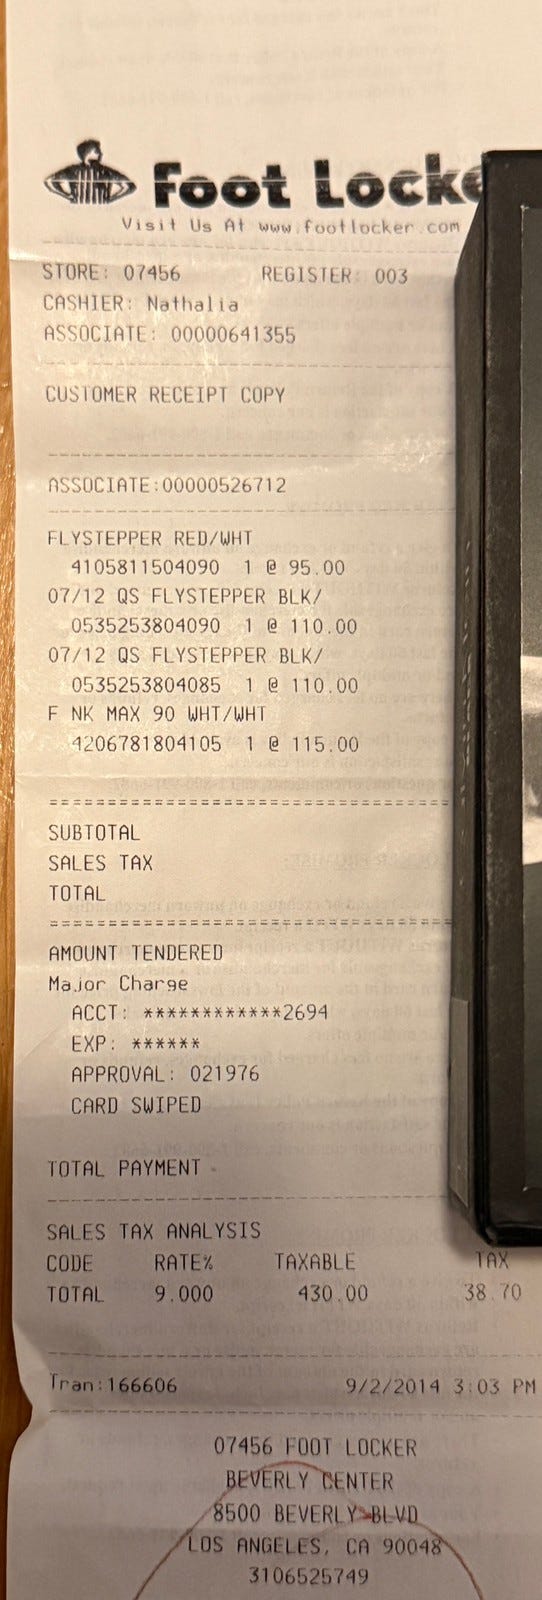 Foot Locke
Visit Us At www.footlocker.com
STORE: 07456 REGISTER: 003
CASHIER: Nathalia
ASSOCIATE: 00000641355
CUSTOMER RECEIPT COPY
ASSOCIATE:00000526712
FLYSTEPPER RED/WHT
4105811504090 1 @ 95.00
07/12 QS FLYSTEPPER BLK/
0535253804090 1 @ 110.00
07/12 QS FLYSTEPPER BLK/
0535253804085 1 @ 110.00
F NK MAX 90 WHT/WHT
4206781804105 1 @ 115.00
SUBTOTAL
SALES TAX
TOTAL
AMOUNT TENDERED
Major Charge
ACCT: ************2694
EXP: ******
APPROVAL: 021976
CARD SWIPED
TOTAL PAYMENT
SALES TAX ANALYSIS
CODE RATE% TAXABLE TAX
TOTAL 9.000 430.00 38.70
Tran:166606 9/2/2014 3:03 PM
07456 FOOT LOCKER
BEVERLY CENTER
8500 BEVERLY BLVD
LOS ANGELES, CA 90048
3106525749